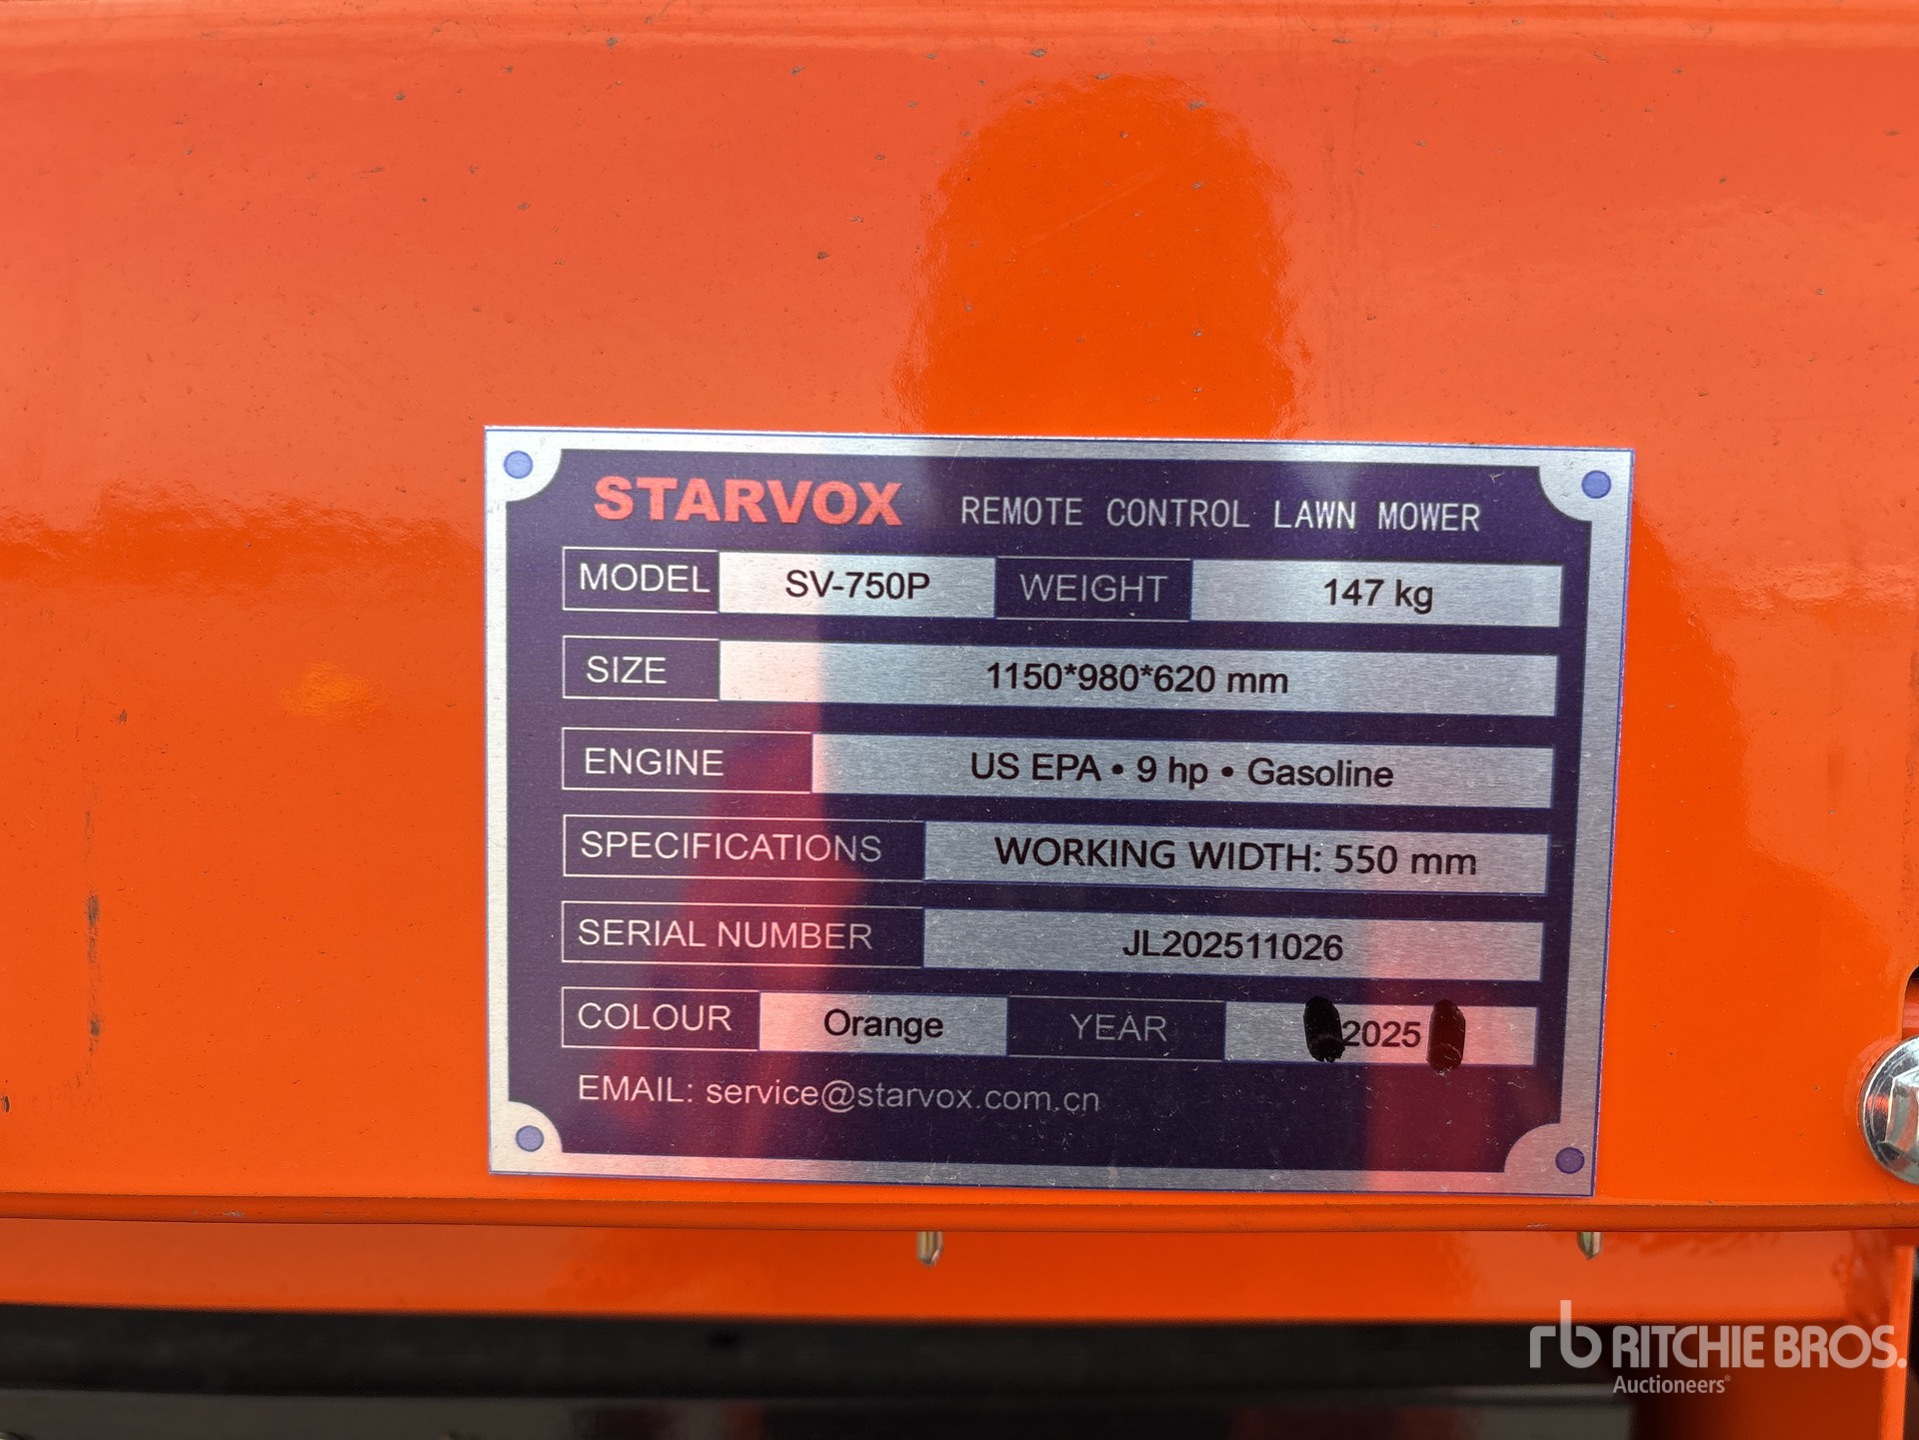 STARVOX REMOTE CONTROL LAWN MOWER
MODEL SV-750P WEIGHT 147 kg
SIZE 1150*980*620 mm
ENGINE US EPA • 9 hp • Gasoline
SPECIFICATIONS WORKING WIDTH: 550 mm
SERIAL NUMBER JL202511026
COLOUR Orange YEAR 2025
EMAIL: service@starvox.com.cn
rb RITCHIE BROS.
Auctioneers®